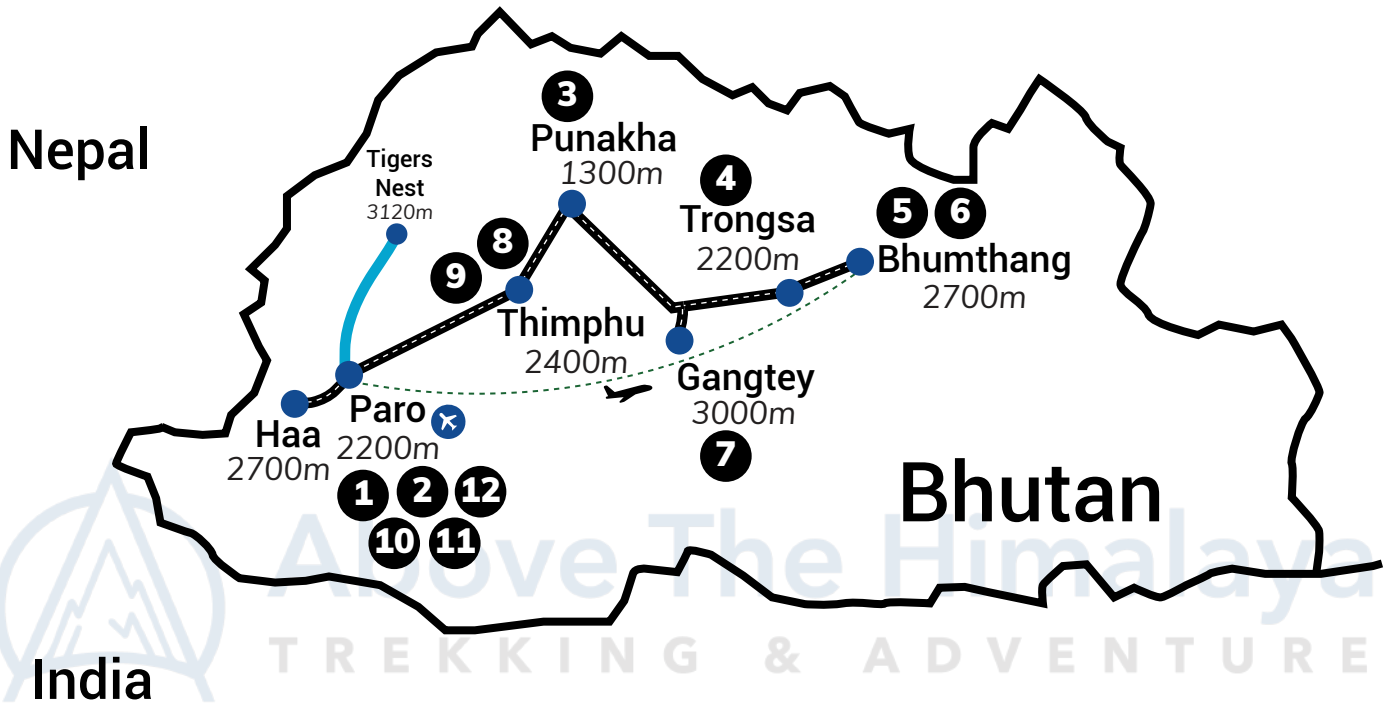 3
Punakha
1300m
Nepal
Tigers
Nest
3120m
4
Trongsa
2200m
5 6
Bhumthang
2700m
8
9
Thimphu
2400m
Gangtey
3000m
7
Paro
2200m
Haa
2700m
1 2 12
10 11
Bhutan
Above The Himalaya
TREKKING & ADVENTURE
India